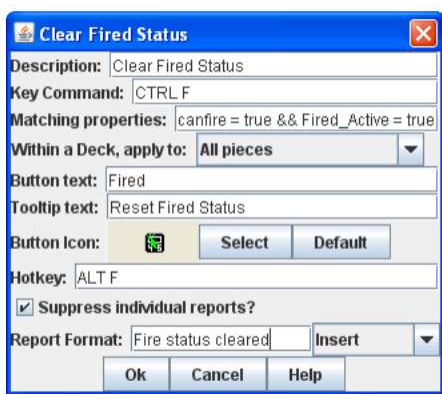 Clear Fired Status
Description: Clear Fired Status
Key Command: CTRL F
Matching properties: canfire = true && Fired_Active = true
Within a Deck, apply to: All pieces
Button text: Fired
Tooltip text: Reset Fired Status
Button Icon: Select Default
Hotkey: ALT F
Suppress individual reports?
Report Format: Fire status cleared Insert
Ok Cancel Help